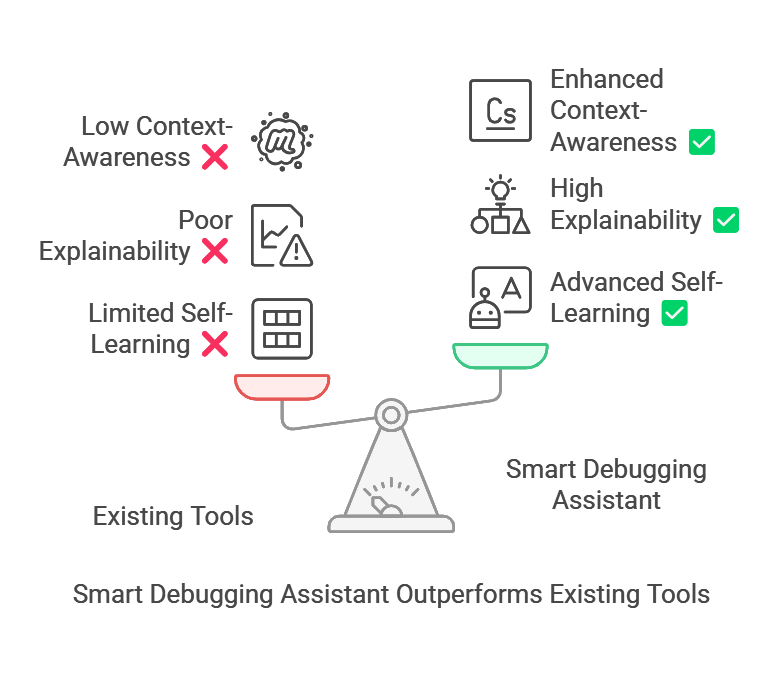 Low Context-
Awareness ❌
Poor
Explainability ❌
Limited Self-
Learning ❌
Existing Tools
Cs
Enhanced
Context-
Awareness ✅
High
Explainability ✅
A
Advanced Self-
Learning ✅
Smart Debugging
Assistant
Smart Debugging Assistant Outperforms Existing Tools